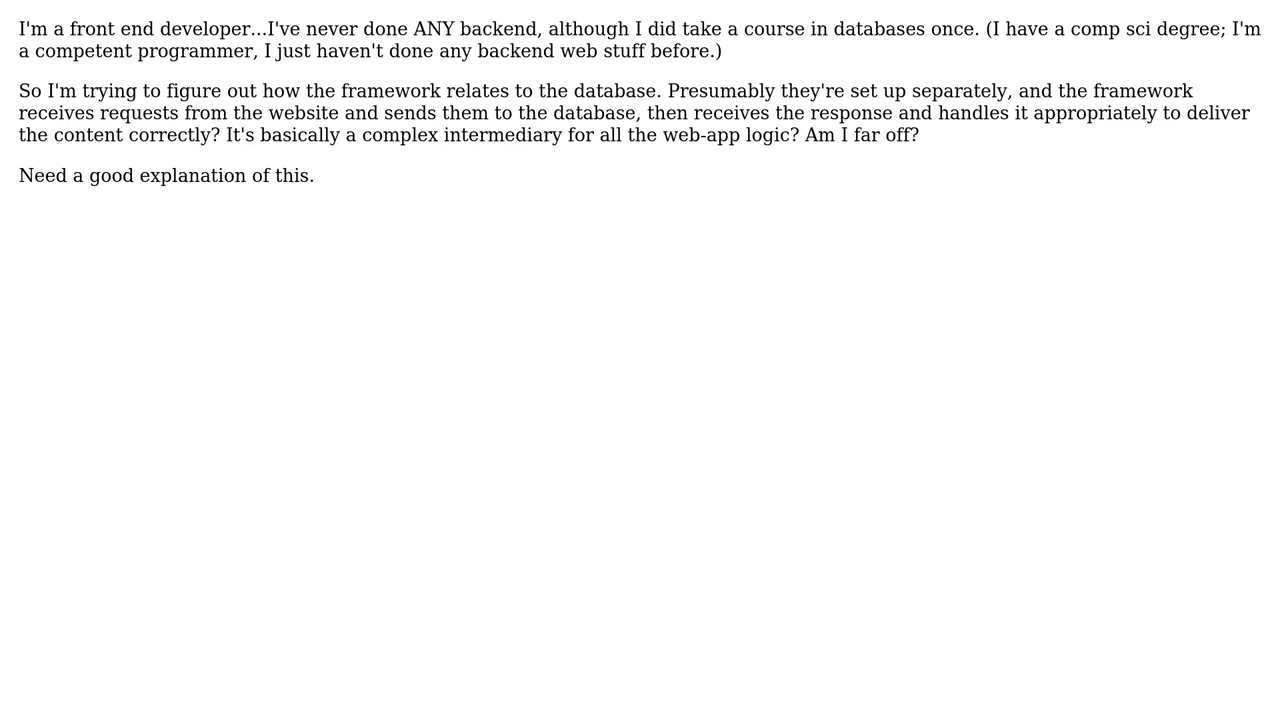 I'm a front end developer...I've never done ANY backend, although I did take a course in databases once. (I have a comp sci degree; I'm
a competent programmer, I just haven't done any backend web stuff before.)
So I'm trying to figure out how the framework relates to the database. Presumably they're set up separately, and the framework
receives requests from the website and sends them to the database, then receives the response and handles it appropriately to deliver
the content correctly? It's basically a complex intermediary for all the web-app logic? Am I far off?
Need a good explanation of this.